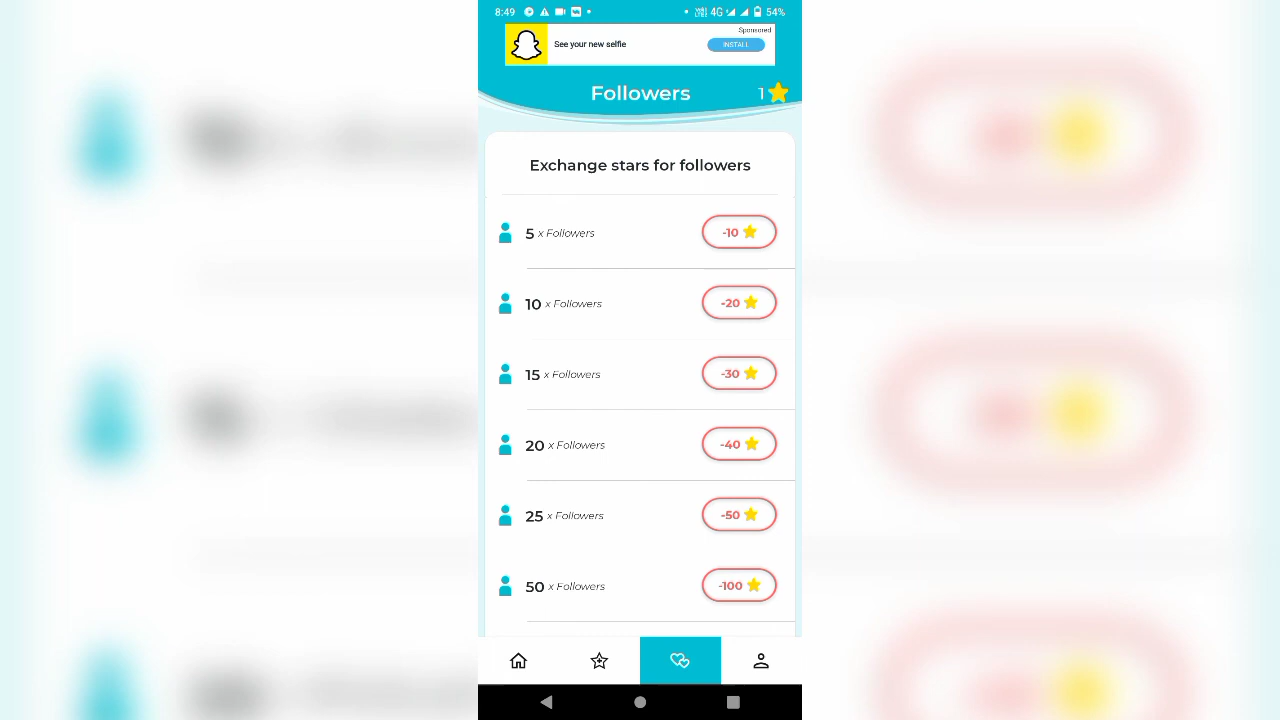 8:49
4G 54%
Sponsored
See your new selfie INSTALL
Followers 1
Exchange stars for followers
5 x Followers -10
10 x Followers -20
15 x Followers -30
20 x Followers -40
25 x Followers -50
50 x Followers -100